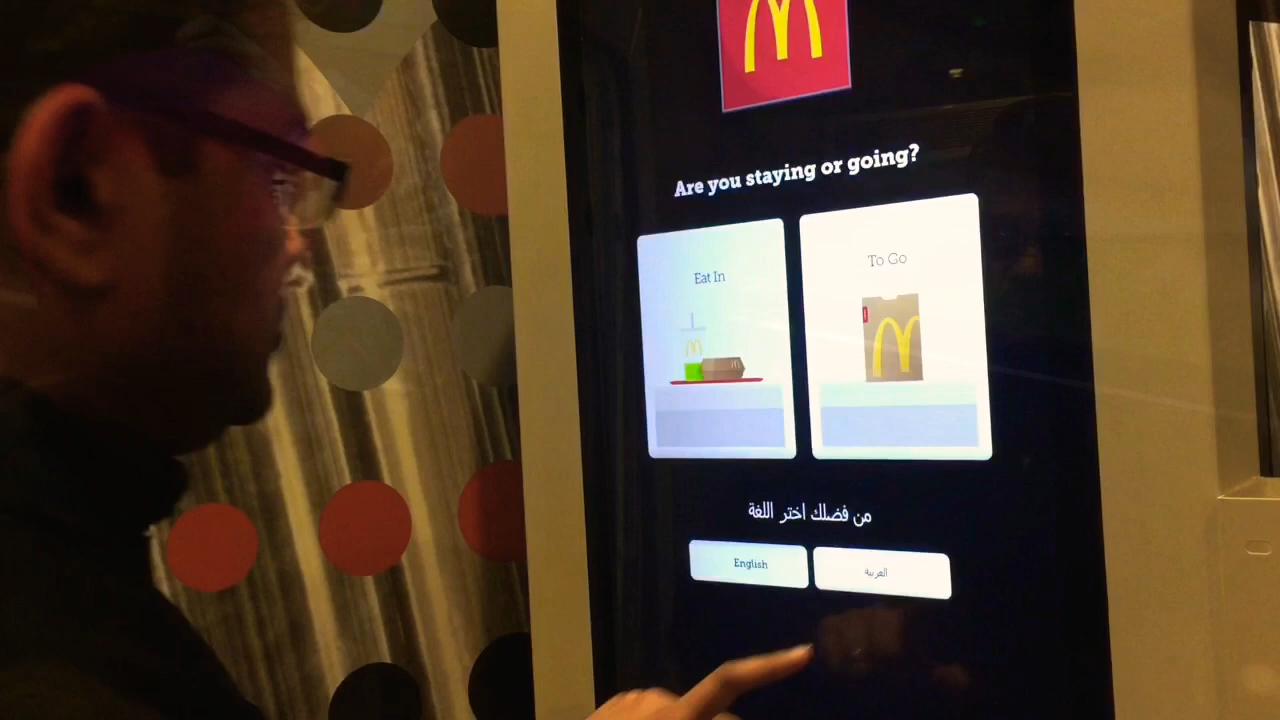 Are you staying or going?
Eat In
To Go
من فضلك اختر اللغة
English
العربية